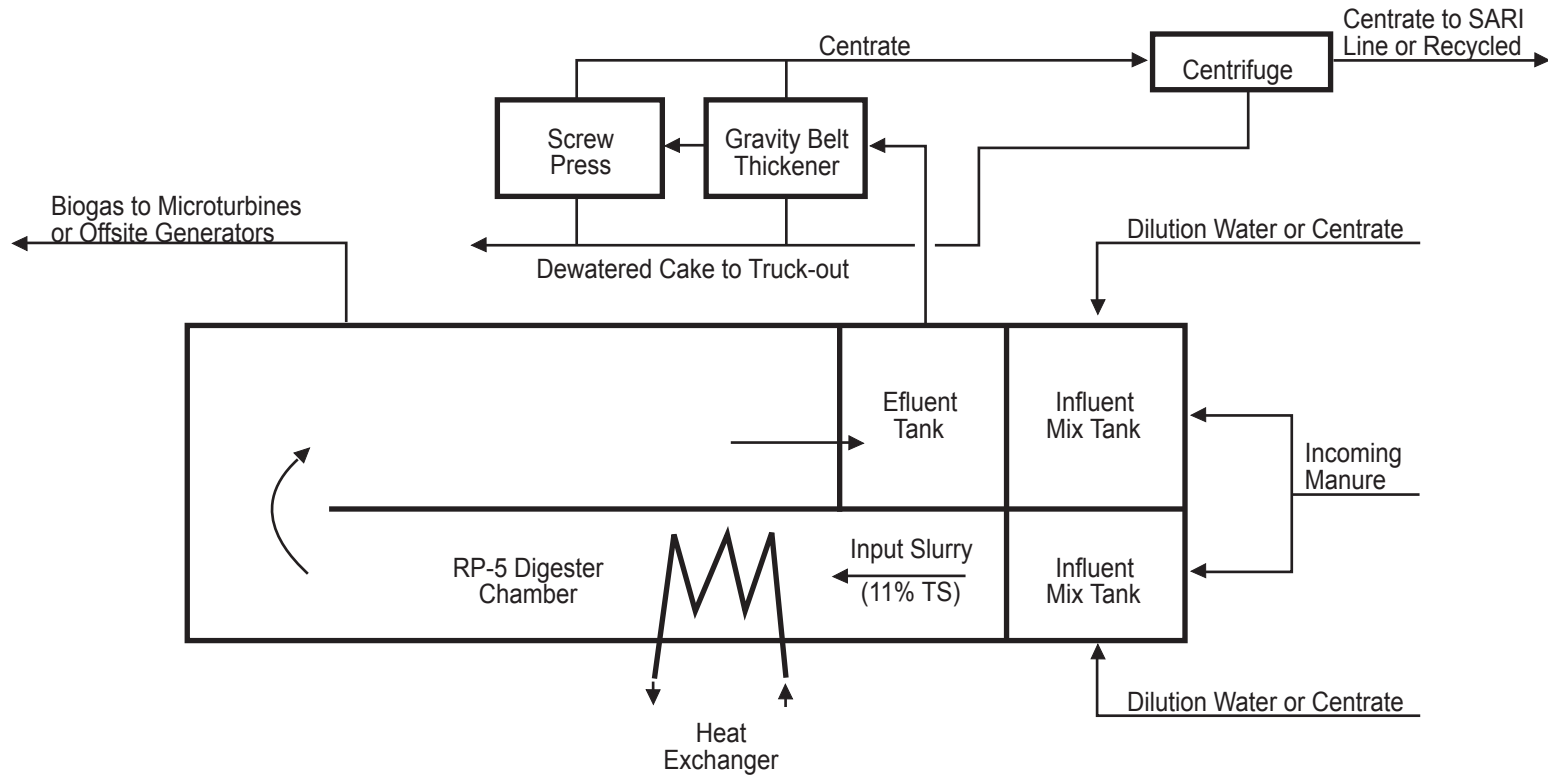 Centrate to SARI
Line or Recycled
Centrate
Centrifuge
Screw
Press
Gravity Belt
Thickener
Biogas to Microturbines
or Offsite Generators
Dilution Water or Centrate
Dewatered Cake to Truck-out
Efluent
Tank
Influent
Mix Tank
Incoming
Manure
Input Slurry
(11% TS)
RP-5 Digester
Chamber
Influent
Mix Tank
Dilution Water or Centrate
Heat
Exchanger